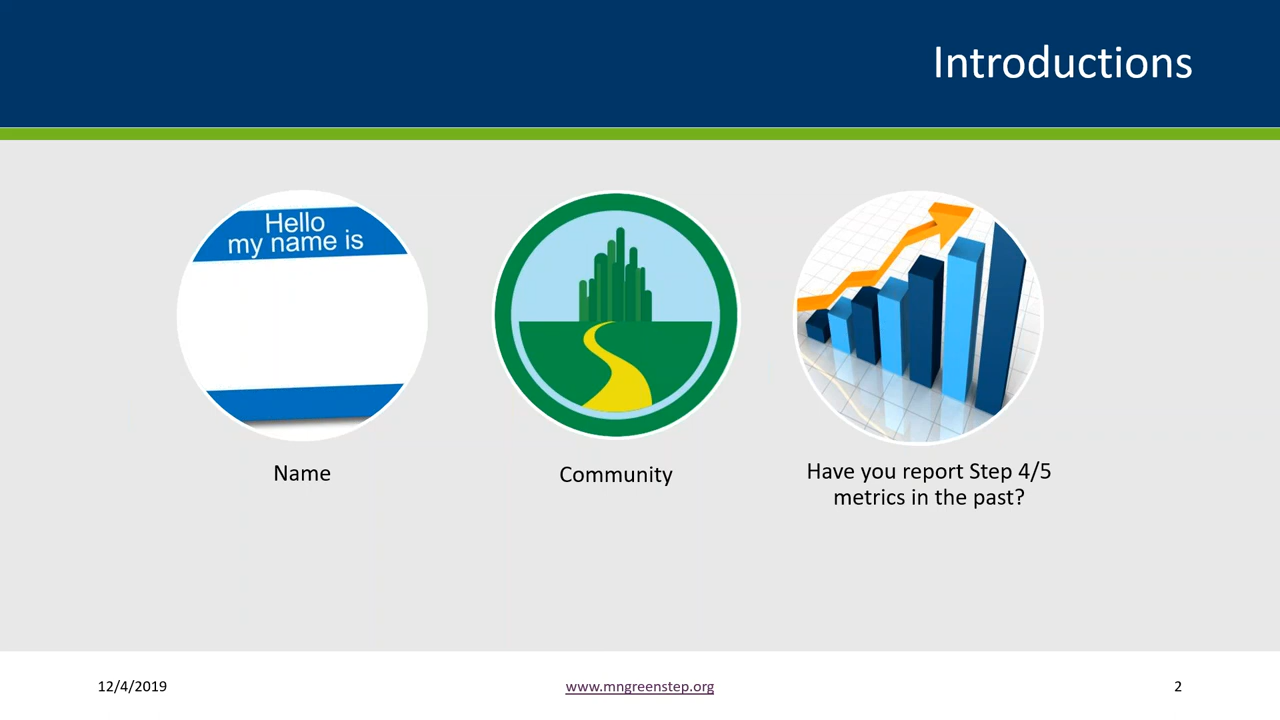 Introductions
Hello
my name is
Name
Community
Have you report Step 4/5
metrics in the past?
12/4/2019
www.mngreenstep.org
2